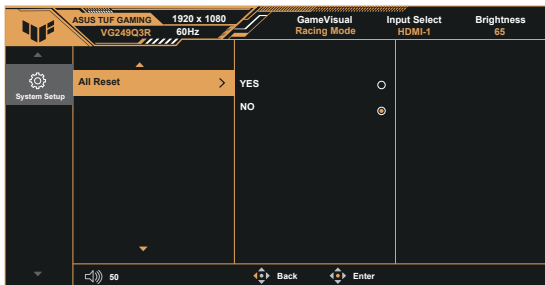 ASUS TUF GAMING 1920 x 1080 GameVisual Input Select Brightness
VG249Q3R 60Hz Racing Mode HDMI-1 65
System Setup
All Reset
YES
NO
50 Back Enter